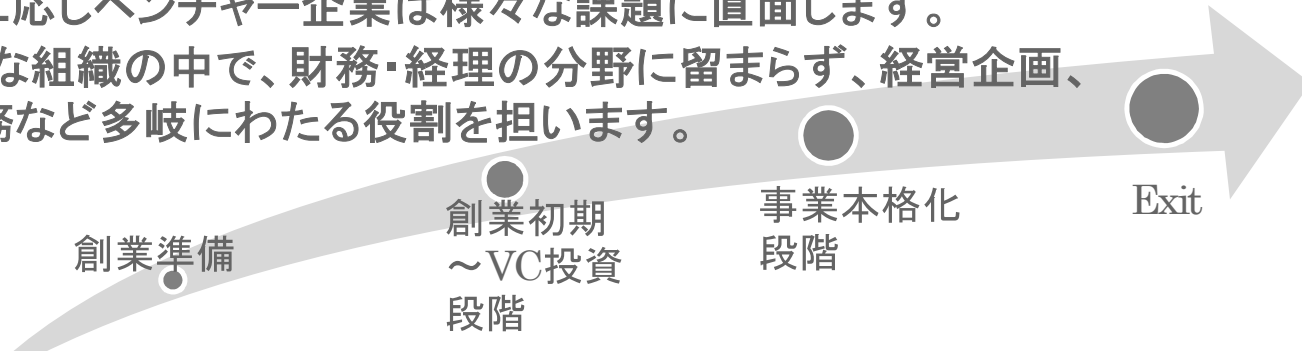 応じベンチャー企業は様々な課題に直面します。
な組織の中で、財務・経理の分野に留まらず、経営企画、
務など多岐にわたる役割を担います。
創業準備
創業初期
～VC投資
段階
事業本格化
段階
Exit